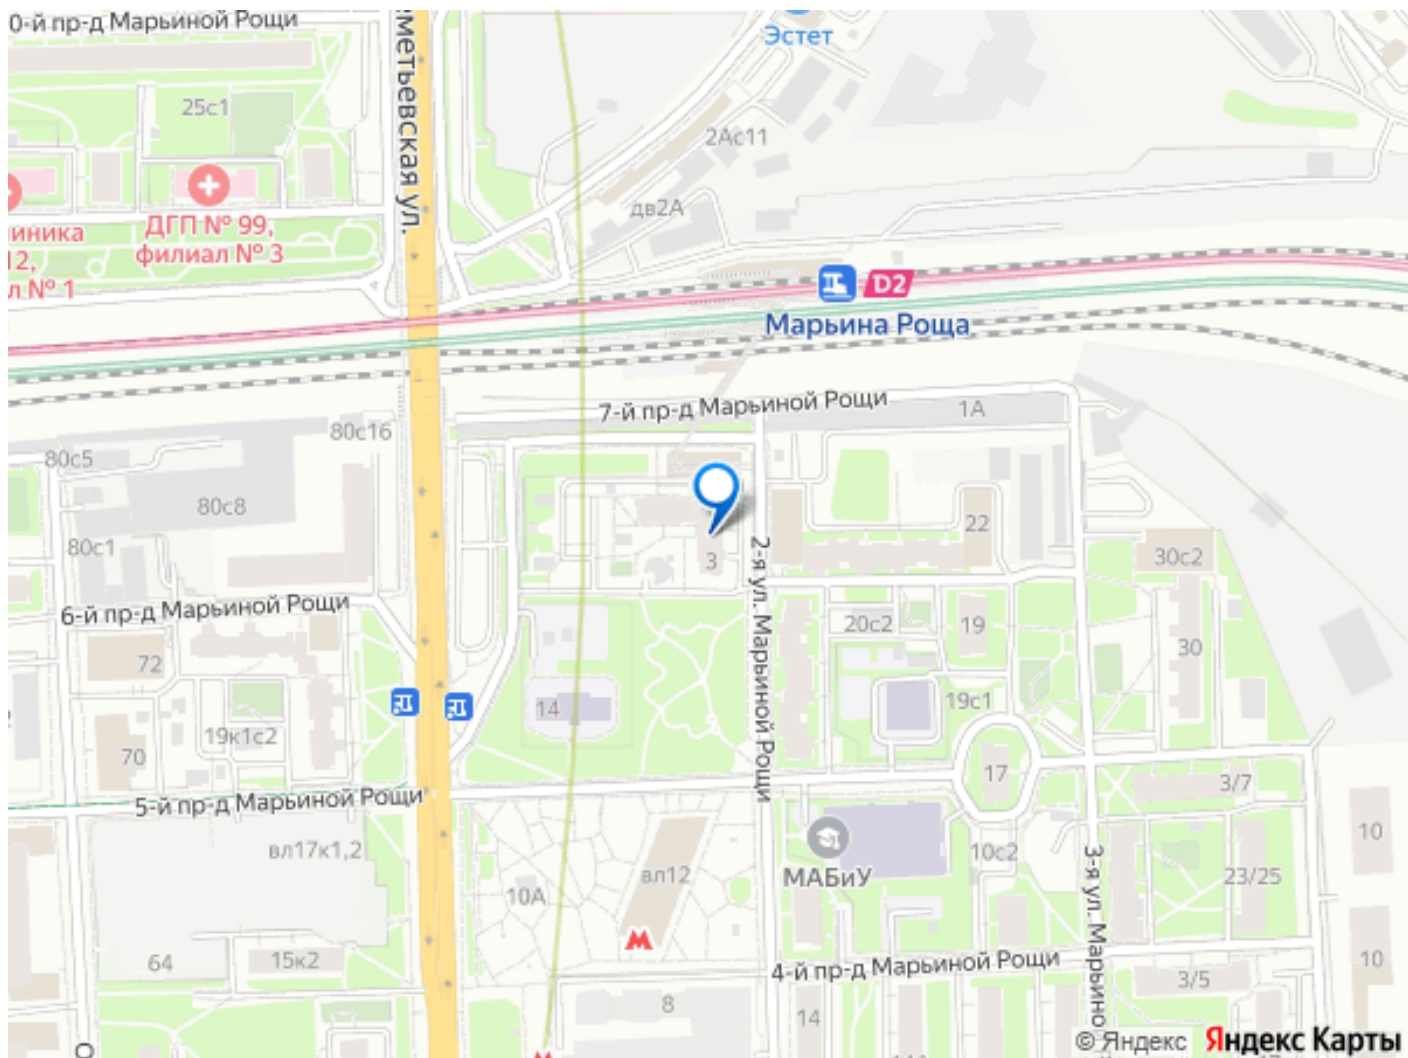 0-й пр-д Марьиной Рощи
еметьевская ул.
Эстет
25с1
2Ас11
дв2А
ДГП № 99,
филиал № 3
иника
12,
л № 1
D2
Марьина Роща
7-й пр-д Марьиной Рощи
1А
80с16
80с5
80с8
80с1
3
2-я ул. Марьиной Рощи
22
30с2
6-й пр-д Марьиной Рощи
20с2
19
30
72
14
19с1
19к1с2
70
17
3/7
5-й пр-д Марьиной Рощи
вл17к1,2
10А
вл12
МАБиУ
10с2
3-я ул. Марьино
23/25
10
64
15к2
4-й пр-д Марьиной Рощи
3/5
10
8
14
© Яндекс Яндекс Карты